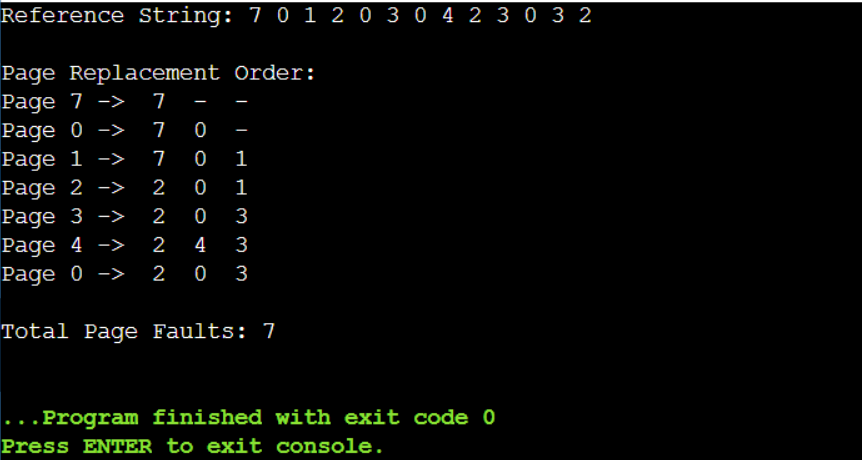 Reference String: 7 0 1 2 0 3 0 4 2 3 0 3 2
Page Replacement Order:
Page 7 ->  7  -  -
Page 0 ->  7  0  -
Page 1 ->  7  0  1
Page 2 ->  2  0  1
Page 3 ->  2  0  3
Page 4 ->  2  4  3
Page 0 ->  2  0  3
Total Page Faults: 7
...Program finished with exit code 0
Press ENTER to exit console.